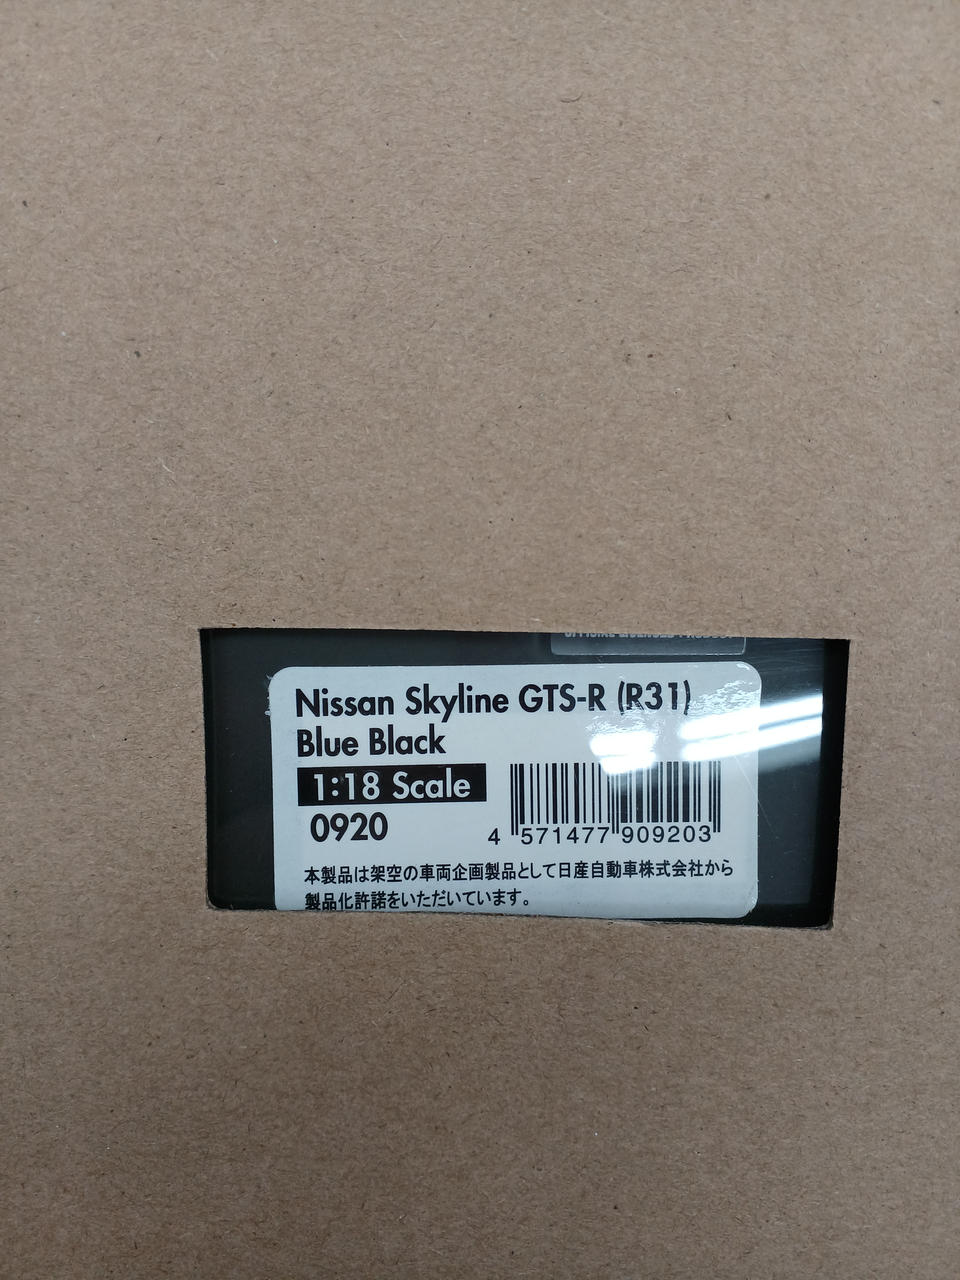 Nissan Skyline GTS-R (R31)
Blue Black
1:18 Scale
0920
4 571477 909203
本製品は架空の車両企画製品として日産自動車株式会社から
製品化許諾をいただいています。